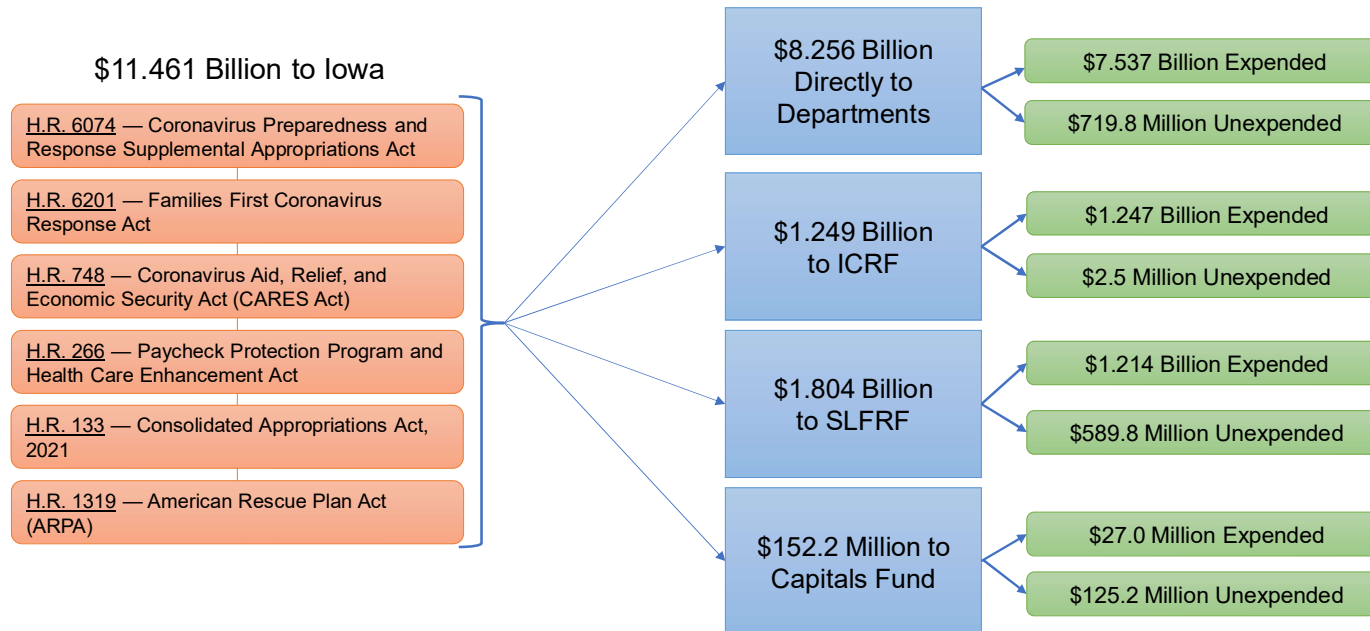 $11.461 Billion to Iowa
H.R. 6074 — Coronavirus Preparedness and
Response Supplemental Appropriations Act
H.R. 6201 — Families First Coronavirus
Response Act
H.R. 748 — Coronavirus Aid, Relief, and
Economic Security Act (CARES Act)
H.R. 266 — Paycheck Protection Program and
Health Care Enhancement Act
H.R. 133 — Consolidated Appropriations Act,
2021
H.R. 1319 — American Rescue Plan Act
(ARPA)
$8.256 Billion
Directly to
Departments
$7.537 Billion Expended
$719.8 Million Unexpended
$1.249 Billion
to ICRF
$1.247 Billion Expended
$2.5 Million Unexpended
$1.804 Billion
to SLFRF
$1.214 Billion Expended
$589.8 Million Unexpended
$152.2 Million to
Capitals Fund
$27.0 Million Expended
$125.2 Million Unexpended